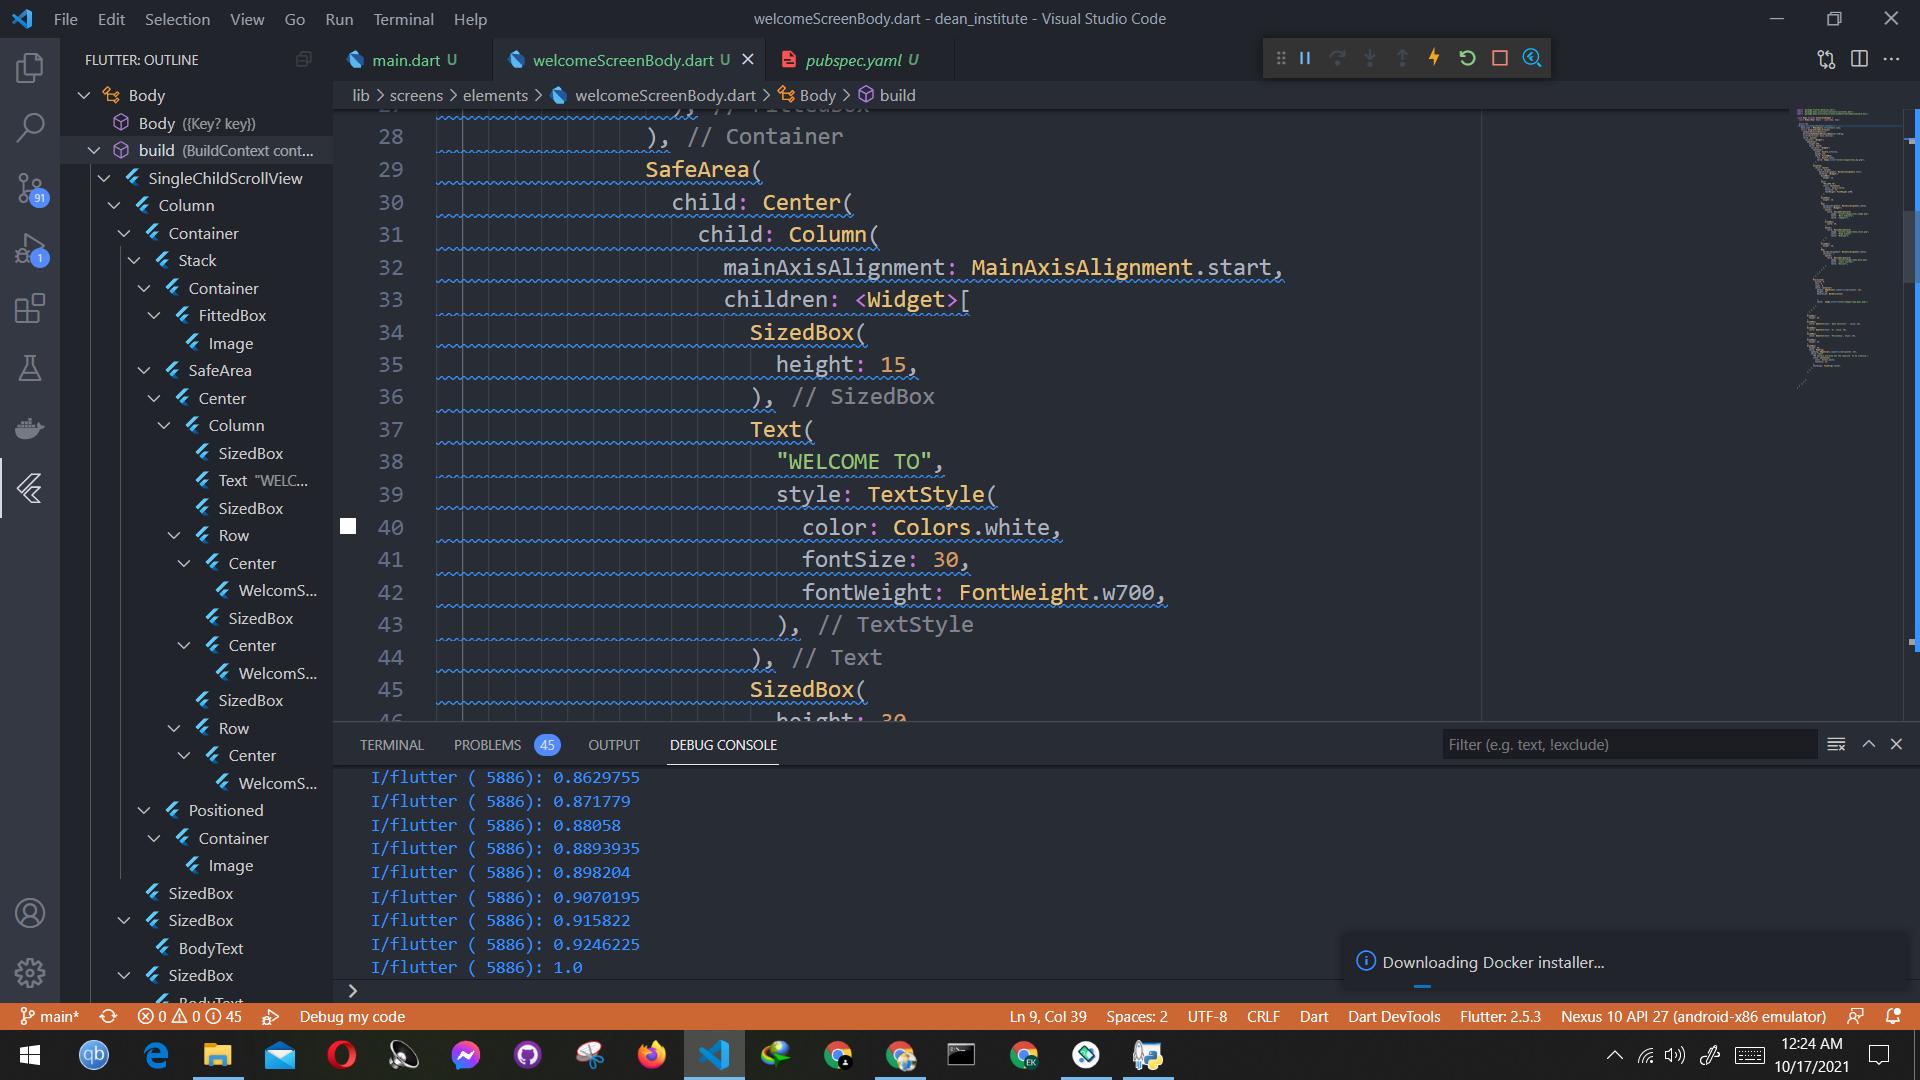 File Edit Selection View Go Run Terminal Help
welcomeScreenBody.dart - dean_institute - Visual Studio Code
FLUTTER: OUTLINE
main.dart U
welcomeScreenBody.dart U
pubspec.yaml U
lib > screens > elements > welcomeScreenBody.dart > Body > build
Body
Body ({Key? key})
build (BuildContext cont...
SingleChildScrollView
Column
Container
Stack
Container
FittedBox
Image
SafeArea
Center
Column
SizedBox
Text "WELC...
SizedBox
Row
Center
WelcomS...
SizedBox
Center
WelcomS...
SizedBox
Row
Center
WelcomS...
Positioned
Container
Image
SizedBox
SizedBox
BodyText
SizedBox
BodyText
91
1
27 ), // FittedBox
28 ), // Container
29 SafeArea(
30 child: Center(
31 child: Column(
32 mainAxisAlignment: MainAxisAlignment.start,
33 children: <Widget>[
34 SizedBox(
35 height: 15,
36 ), // SizedBox
37 Text(
38 "WELCOME TO",
39 style: TextStyle(
40 color: Colors.white,
41 fontSize: 30,
42 fontWeight: FontWeight.w700,
43 ), // TextStyle
44 ), // Text
45 SizedBox(
46 height: 30
TERMINAL PROBLEMS 45 OUTPUT DEBUG CONSOLE
Filter (e.g. text, !exclude)
I/flutter ( 5886): 0.8629755
I/flutter ( 5886): 0.871779
I/flutter ( 5886): 0.88058
I/flutter ( 5886): 0.8893935
I/flutter ( 5886): 0.898204
I/flutter ( 5886): 0.9070195
I/flutter ( 5886): 0.915822
I/flutter ( 5886): 0.9246225
I/flutter ( 5886): 1.0
>
Downloading Docker installer...
main* 0 0 45 Debug my code
Ln 9, Col 39 Spaces: 2 UTF-8 CRLF Dart Dart DevTools Flutter: 2.5.3 Nexus 10 API 27 (android-x86 emulator)
qb
EK
12:24 AM
10/17/2021